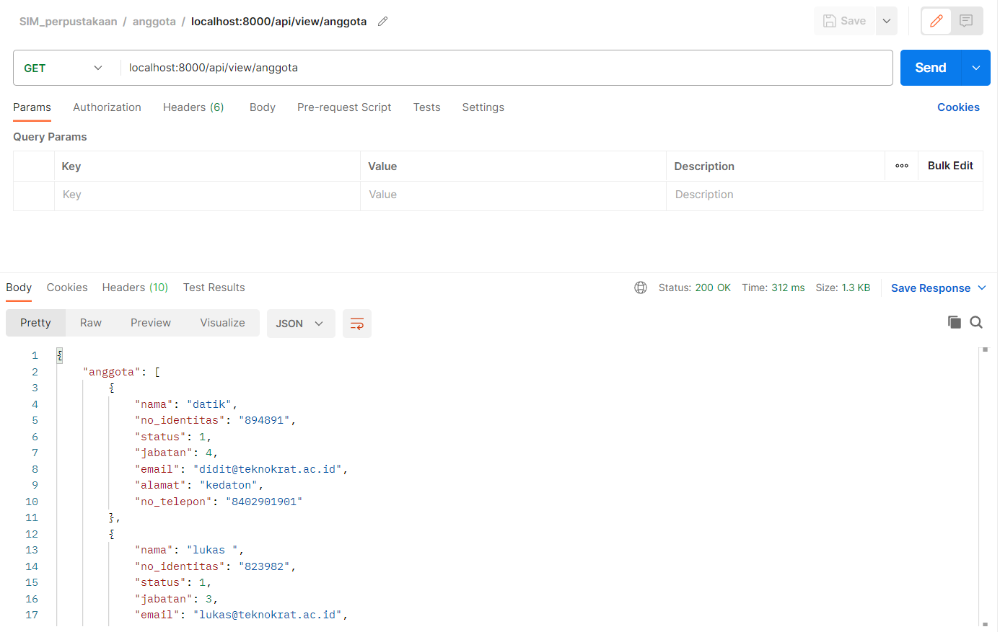 SIM_perpustakaan / anggota / localhost:8000/api/view/anggota
Save
GET localhost:8000/api/view/anggota
Send
Params Authorization Headers (6) Body Pre-request Script Tests Settings Cookies
Query Params
Key Value Description ooo Bulk Edit
Key Value Description
Body Cookies Headers (10) Test Results Status: 200 OK Time: 312 ms Size: 1.3 KB Save Response
Pretty Raw Preview Visualize JSON
1 {
2 "anggota": [
3 {
4 "nama": "datik",
5 "no_identitas": "894891",
6 "status": 1,
7 "jabatan": 4,
8 "email": "didit@teknokrat.ac.id",
9 "alamat": "kedaton",
10 "no_telepon": "8402901901"
11 },
12 {
13 "nama": "lukas ",
14 "no_identitas": "823982",
15 "status": 1,
16 "jabatan": 3,
17 "email": "lukas@teknokrat.ac.id",